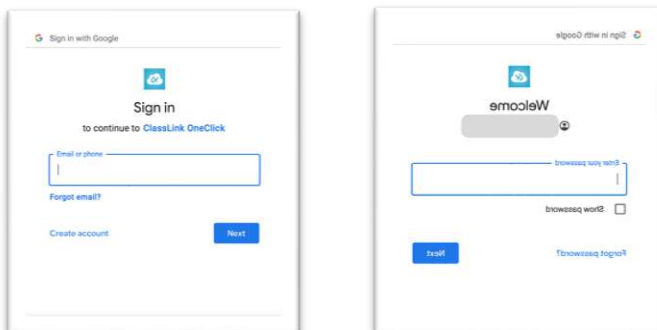 Sign in with Google
Sign in
to continue to ClassLink OneClick
Email or phone
Forgot email?
Create account
Next
Sign in with Google
Welcome
Enter your password
Show password
Forgot password?
Next